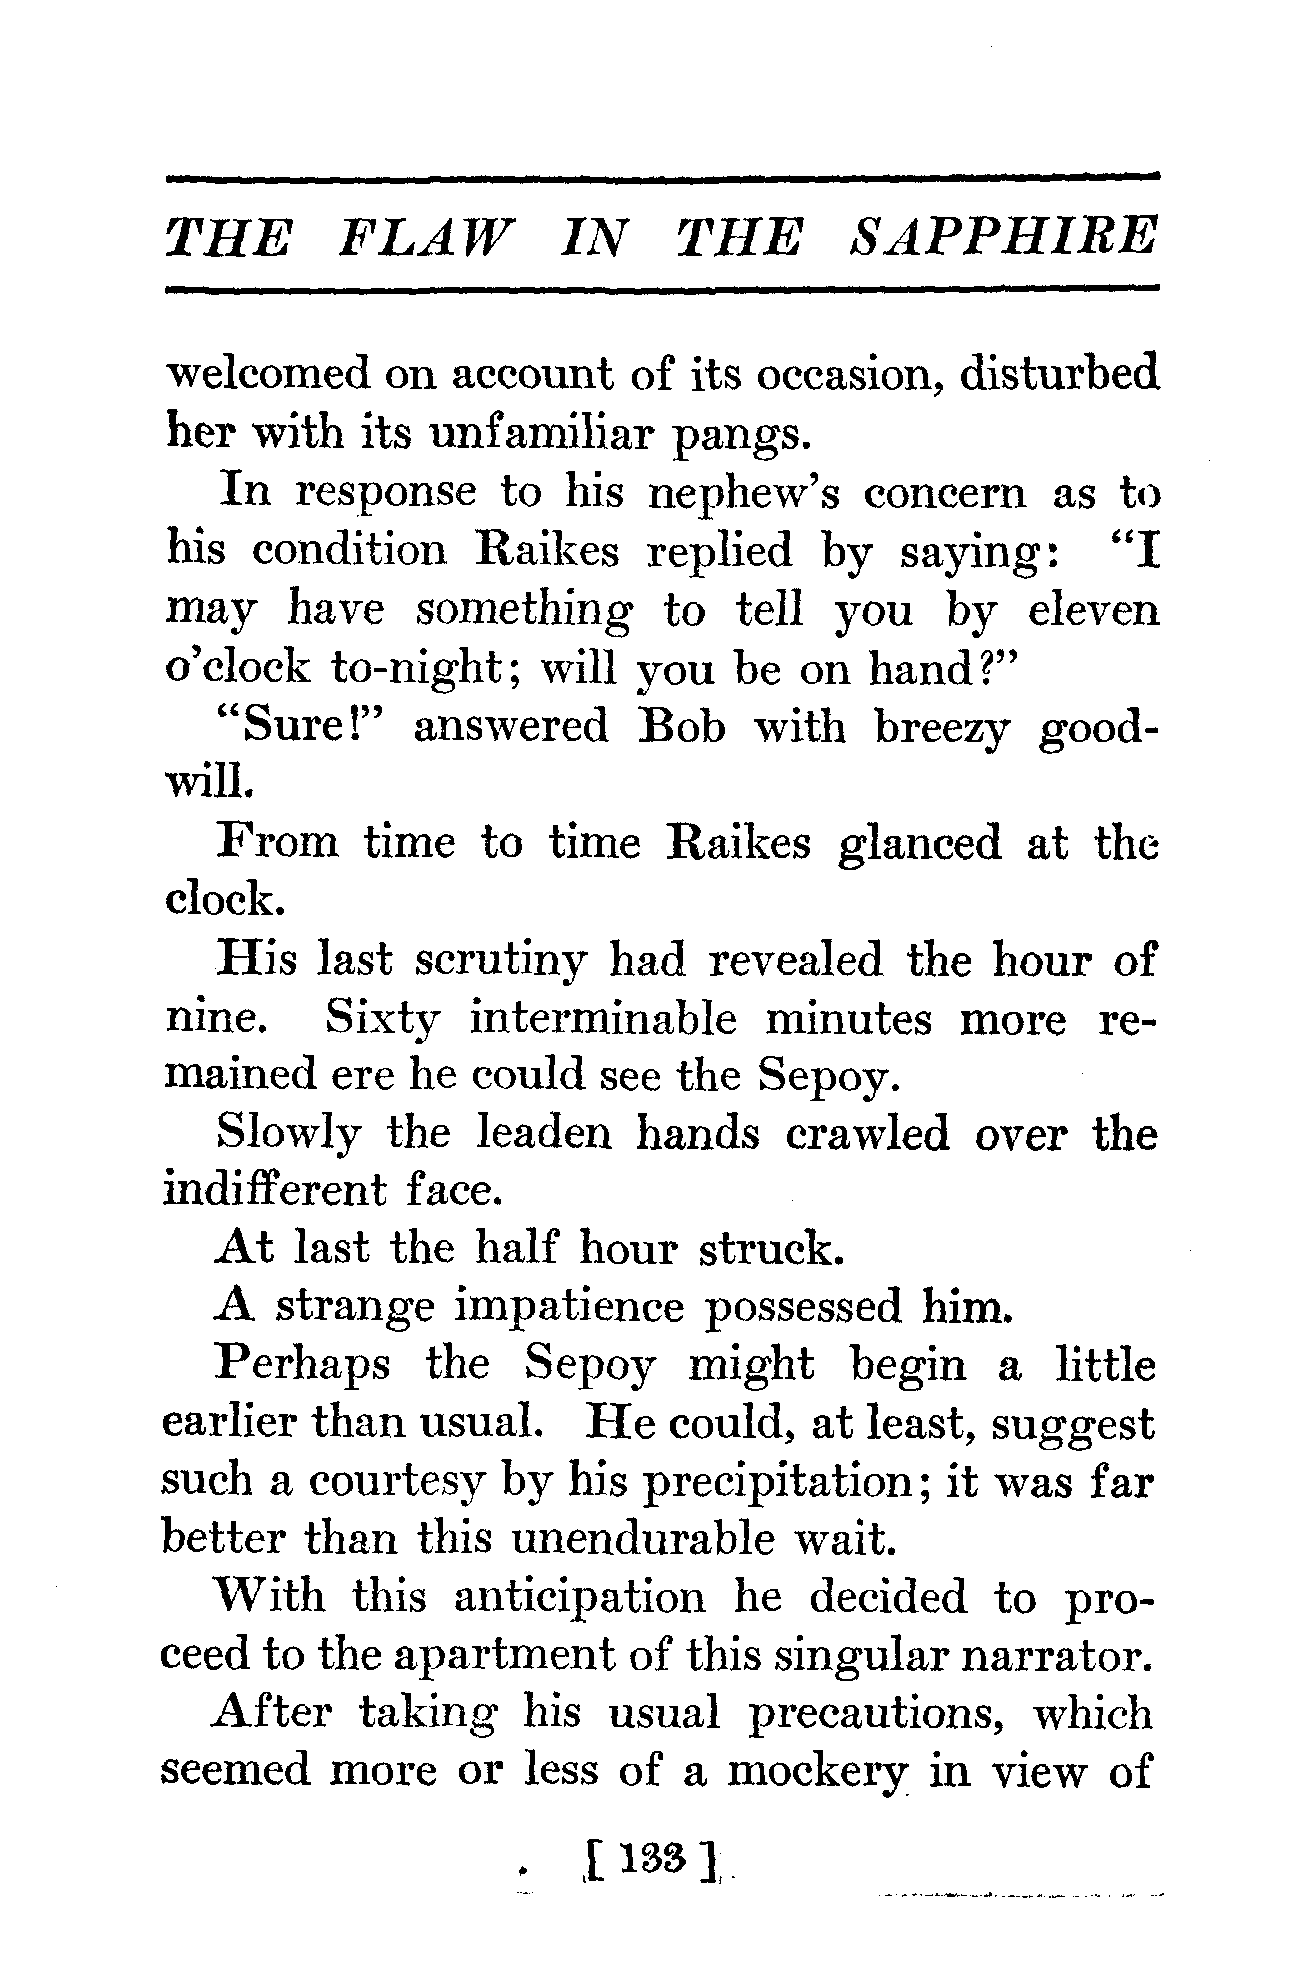 THE FLAW IN THE SAPPHIRE
welcomed on account of its occasion, disturbed
her with its unfamiliar pangs.
In response to his nephew's concern as to
his condition Raikes replied by saying: "I
may have something to tell you by eleven
o'clock to-night; will you be on hand?"
"Sure!" answered Bob with breezy good-
will.
From time to time Raikes glanced at the
clock.
His last scrutiny had revealed the hour of
nine. Sixty interminable minutes more re-
mained ere he could see the Sepoy.
Slowly the leaden hands crawled over the
indifferent face.
At last the half hour struck.
A strange impatience possessed him.
Perhaps the Sepoy might begin a little
earlier than usual. He could, at least, suggest
such a courtesy by his precipitation; it was far
better than this unendurable wait.
With this anticipation he decided to pro-
ceed to the apartment of this singular narrator.
After taking his usual precautions, which
seemed more or less of a mockery in view of
[ 133 ]